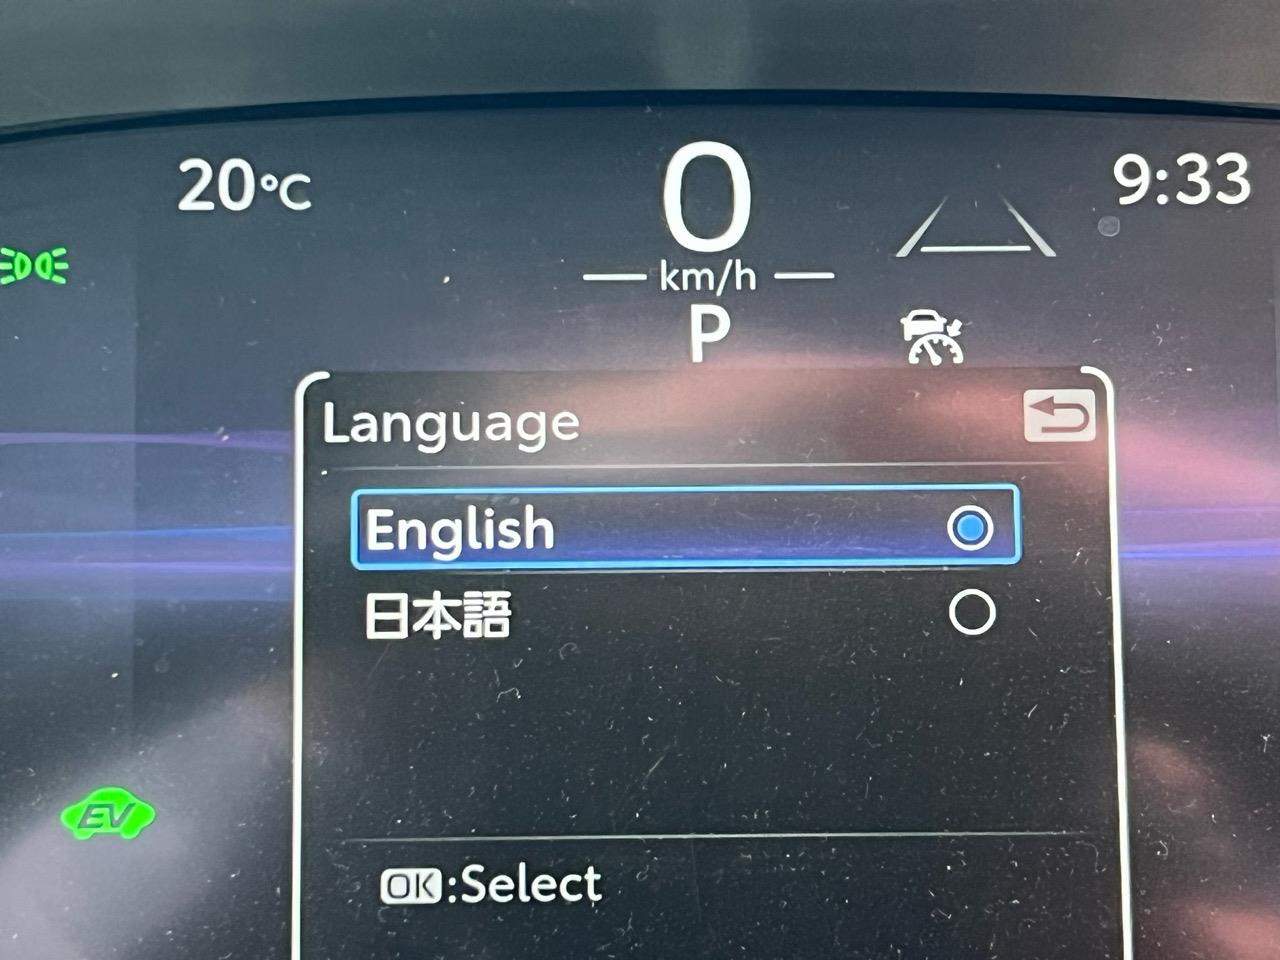 20°C
0
km/h
P
9:33
Language
English
日本語
OK:Select
EV